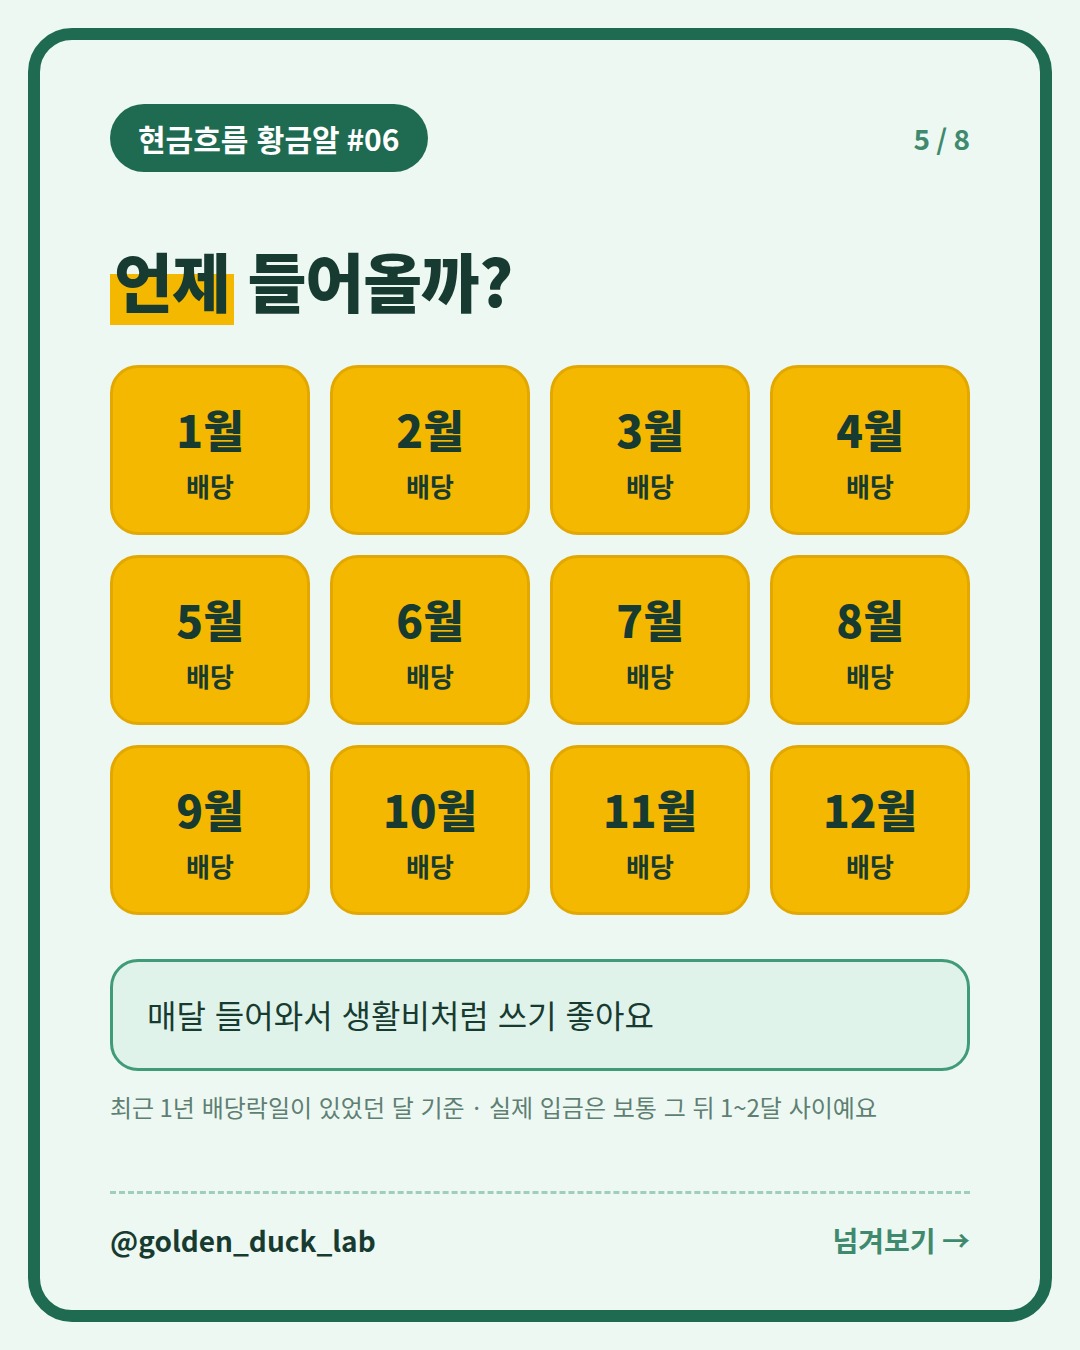 현금흐름 황금알 #06
5 / 8
언제 들어올까?
1월
배당
2월
배당
3월
배당
4월
배당
5월
배당
6월
배당
7월
배당
8월
배당
9월
배당
10월
배당
11월
배당
12월
배당
매달 들어와서 생활비처럼 쓰기 좋아요
최근 1년 배당락일이 있었던 달 기준 · 실제 입금은 보통 그 뒤 1~2달 사이예요
@golden_duck_lab
넘겨보기 →